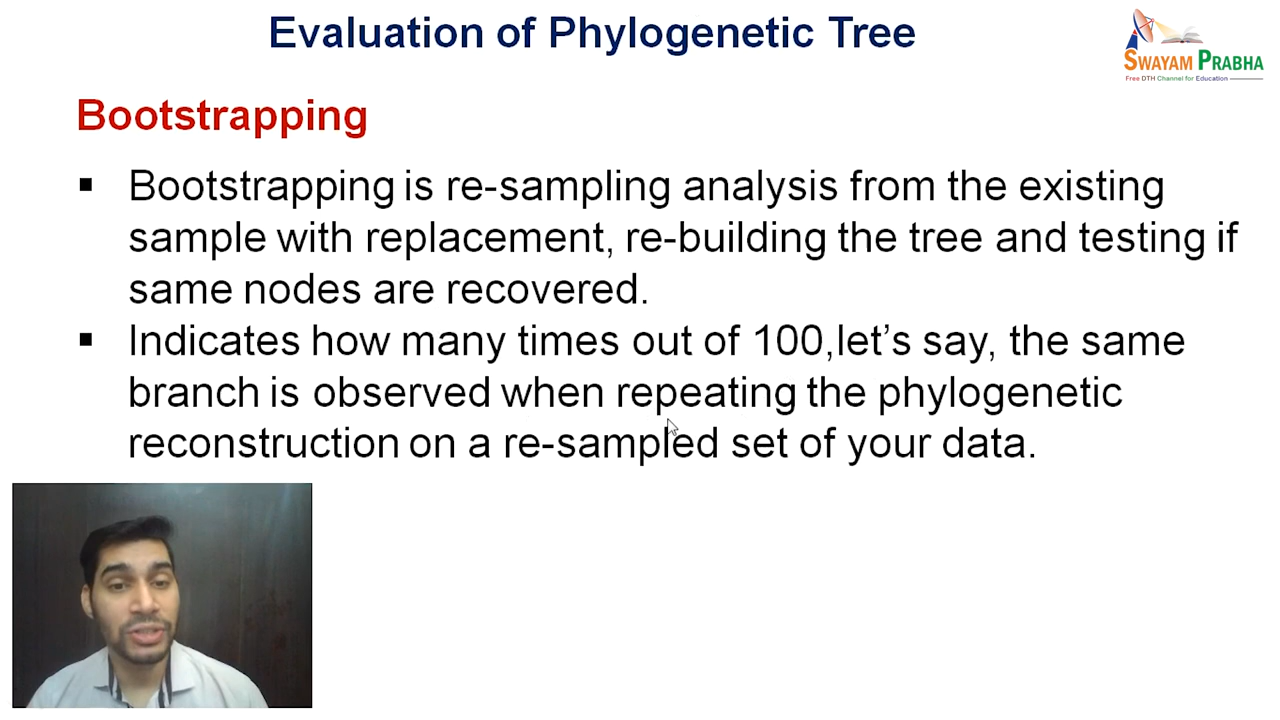 Evaluation of Phylogenetic Tree
SWAYAM PRABHA
Free DTH Channel for Education
Bootstrapping
▪ Bootstrapping is re-sampling analysis from the existing
sample with replacement, re-building the tree and testing if
same nodes are recovered.
▪ Indicates how many times out of 100,let’s say, the same
branch is observed when repeating the phylogenetic
reconstruction on a re-sampled set of your data.